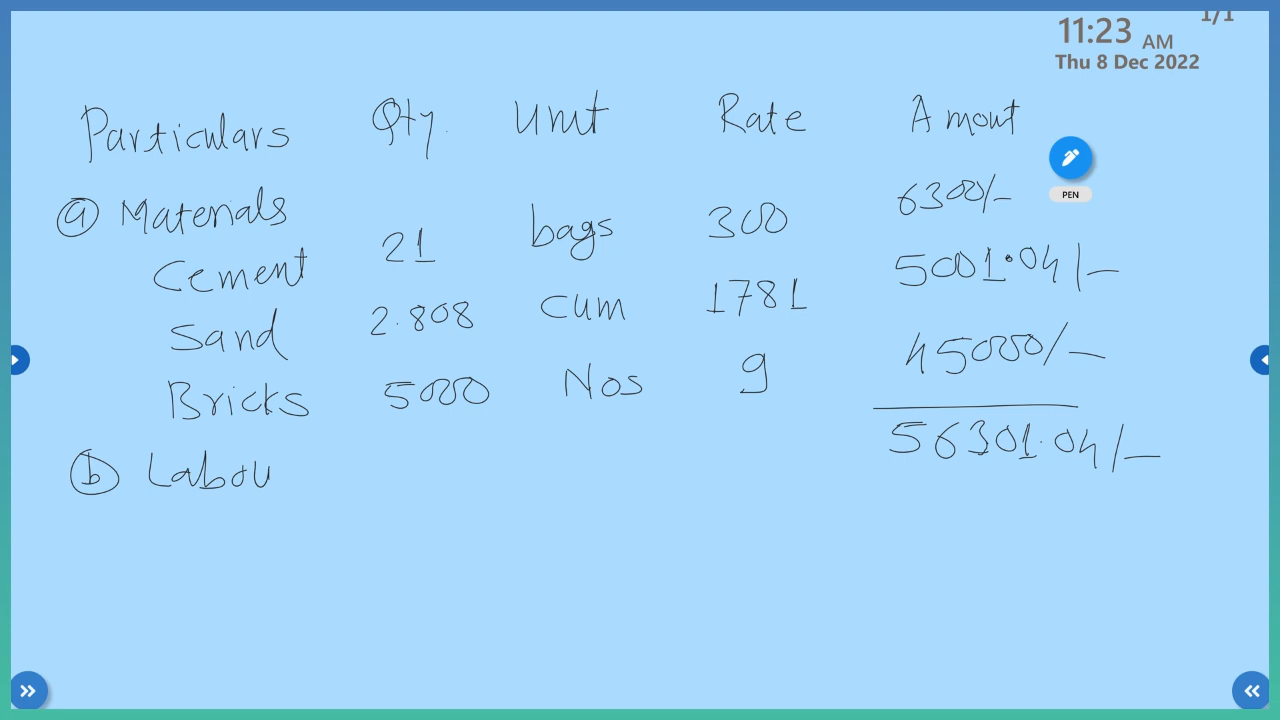 1/1
11:23 AM
Thu 8 Dec 2022
Particulars Qty. Unit Rate Amout
ⓐ Materials
Cement 21 bags 300 6300/-
Sand 2.808 Cum 1781 5001.04/-
Bricks 5000 Nos 9 45000/-
56301.04/-
ⓑ Labou
PEN